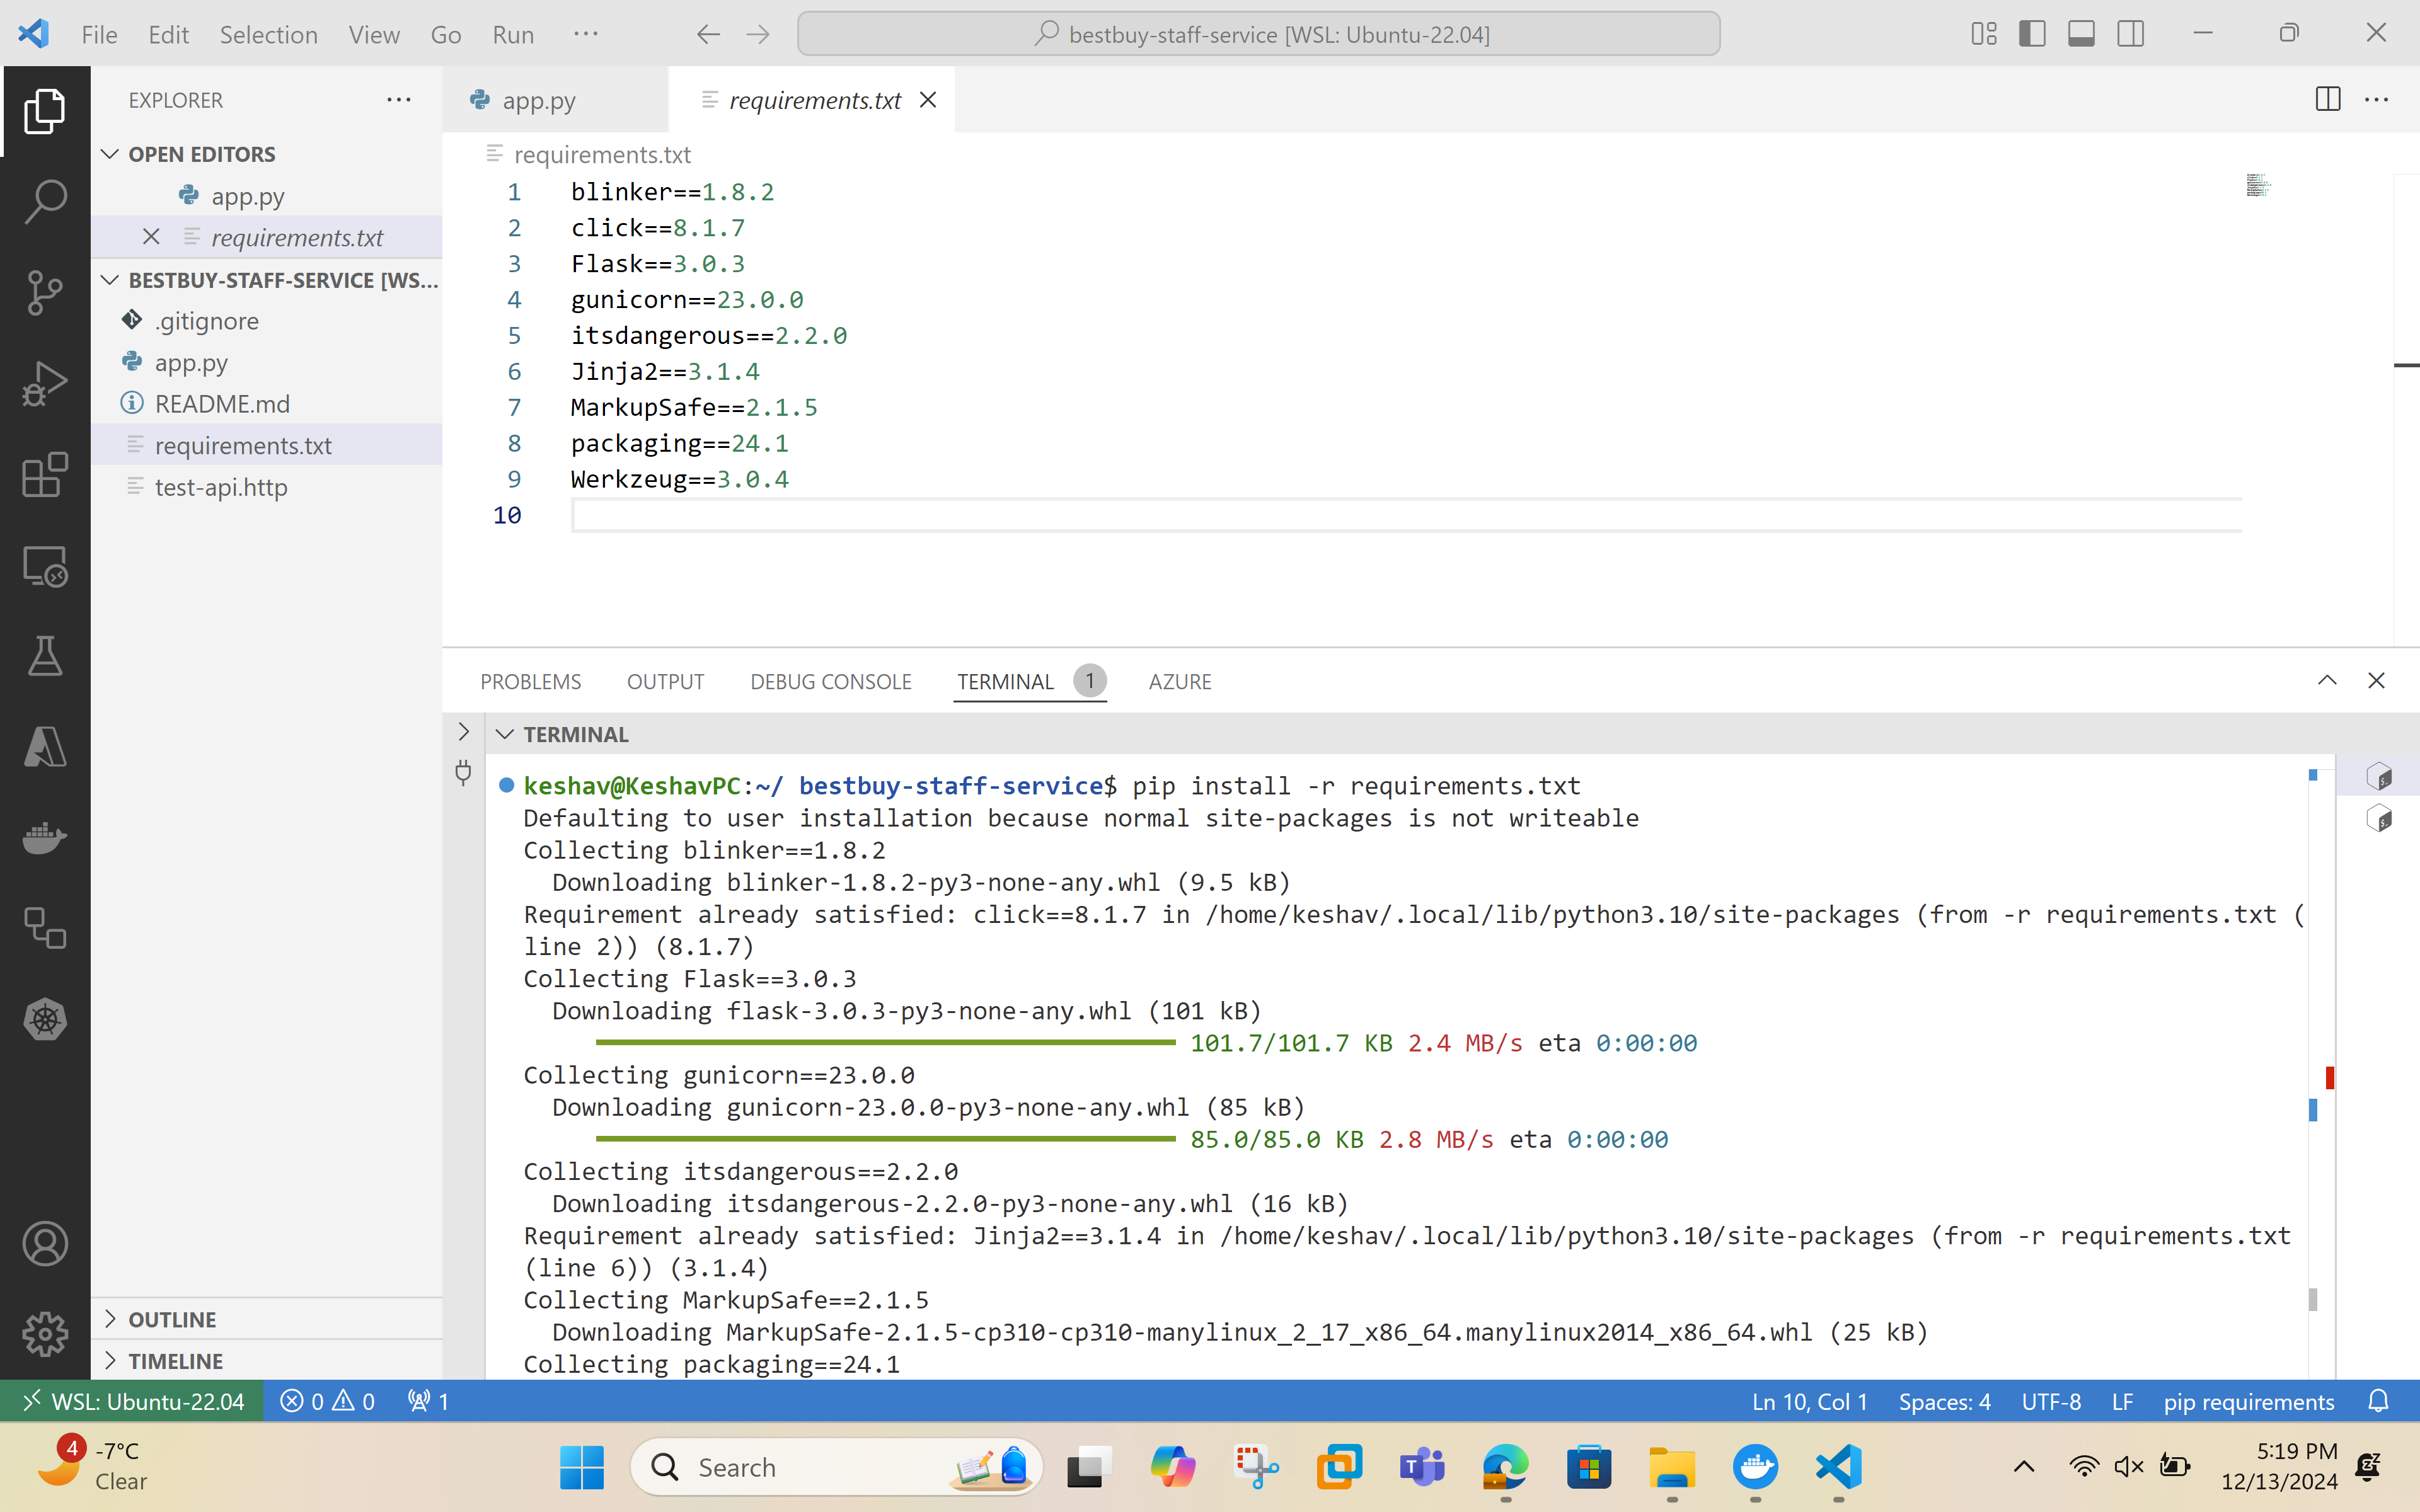 File Edit Selection View Go Run ···
bestbuy-staff-service [WSL: Ubuntu-22.04]
EXPLORER
OPEN EDITORS
app.py
requirements.txt
BESTBUY-STAFF-SERVICE [WS...
.gitignore
app.py
README.md
requirements.txt
test-api.http
OUTLINE
TIMELINE
app.py
requirements.txt
requirements.txt
1 blinker==1.8.2
2 click==8.1.7
3 Flask==3.0.3
4 gunicorn==23.0.0
5 itsdangerous==2.2.0
6 Jinja2==3.1.4
7 MarkupSafe==2.1.5
8 packaging==24.1
9 Werkzeug==3.0.4
10
PROBLEMS OUTPUT DEBUG CONSOLE TERMINAL 1 AZURE
TERMINAL
keshav@KeshavPC:~/ bestbuy-staff-service$ pip install -r requirements.txt
Defaulting to user installation because normal site-packages is not writeable
Collecting blinker==1.8.2
Downloading blinker-1.8.2-py3-none-any.whl (9.5 kB)
Requirement already satisfied: click==8.1.7 in /home/keshav/.local/lib/python3.10/site-packages (from -r requirements.txt (
line 2)) (8.1.7)
Collecting Flask==3.0.3
Downloading flask-3.0.3-py3-none-any.whl (101 kB)
101.7/101.7 KB 2.4 MB/s eta 0:00:00
Collecting gunicorn==23.0.0
Downloading gunicorn-23.0.0-py3-none-any.whl (85 kB)
85.0/85.0 KB 2.8 MB/s eta 0:00:00
Collecting itsdangerous==2.2.0
Downloading itsdangerous-2.2.0-py3-none-any.whl (16 kB)
Requirement already satisfied: Jinja2==3.1.4 in /home/keshav/.local/lib/python3.10/site-packages (from -r requirements.txt
(line 6)) (3.1.4)
Collecting MarkupSafe==2.1.5
Downloading MarkupSafe-2.1.5-cp310-cp310-manylinux_2_17_x86_64.manylinux2014_x86_64.whl (25 kB)
Collecting packaging==24.1
WSL: Ubuntu-22.04 0 0 1 Ln 10, Col 1 Spaces: 4 UTF-8 LF pip requirements
4 -7°C
Clear
Search
5:19 PM
12/13/2024